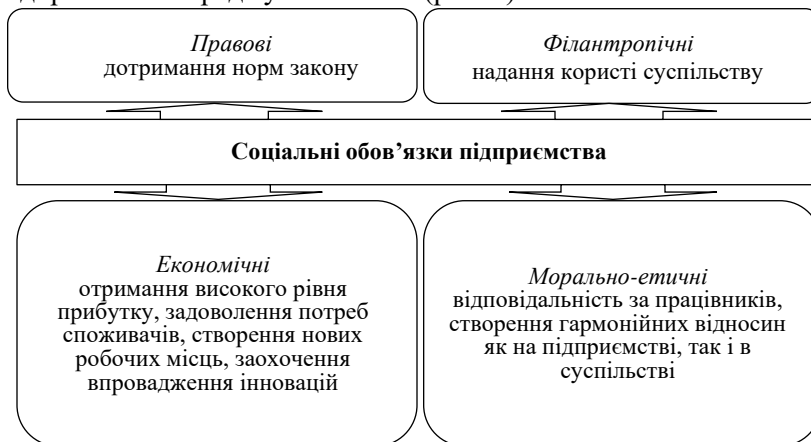 Правові
дотримання норм закону
Філантропічні
надання користі суспільству
Соціальні обов’язки підприємства
Економічні
отримання високого рівня
прибутку, задоволення потреб
споживачів, створення нових
робочих місць, заохочення
впровадження інновацій
Морально-етичні
відповідальність за працівників,
створення гармонійних відносин
як на підприємстві, так і в
суспільстві